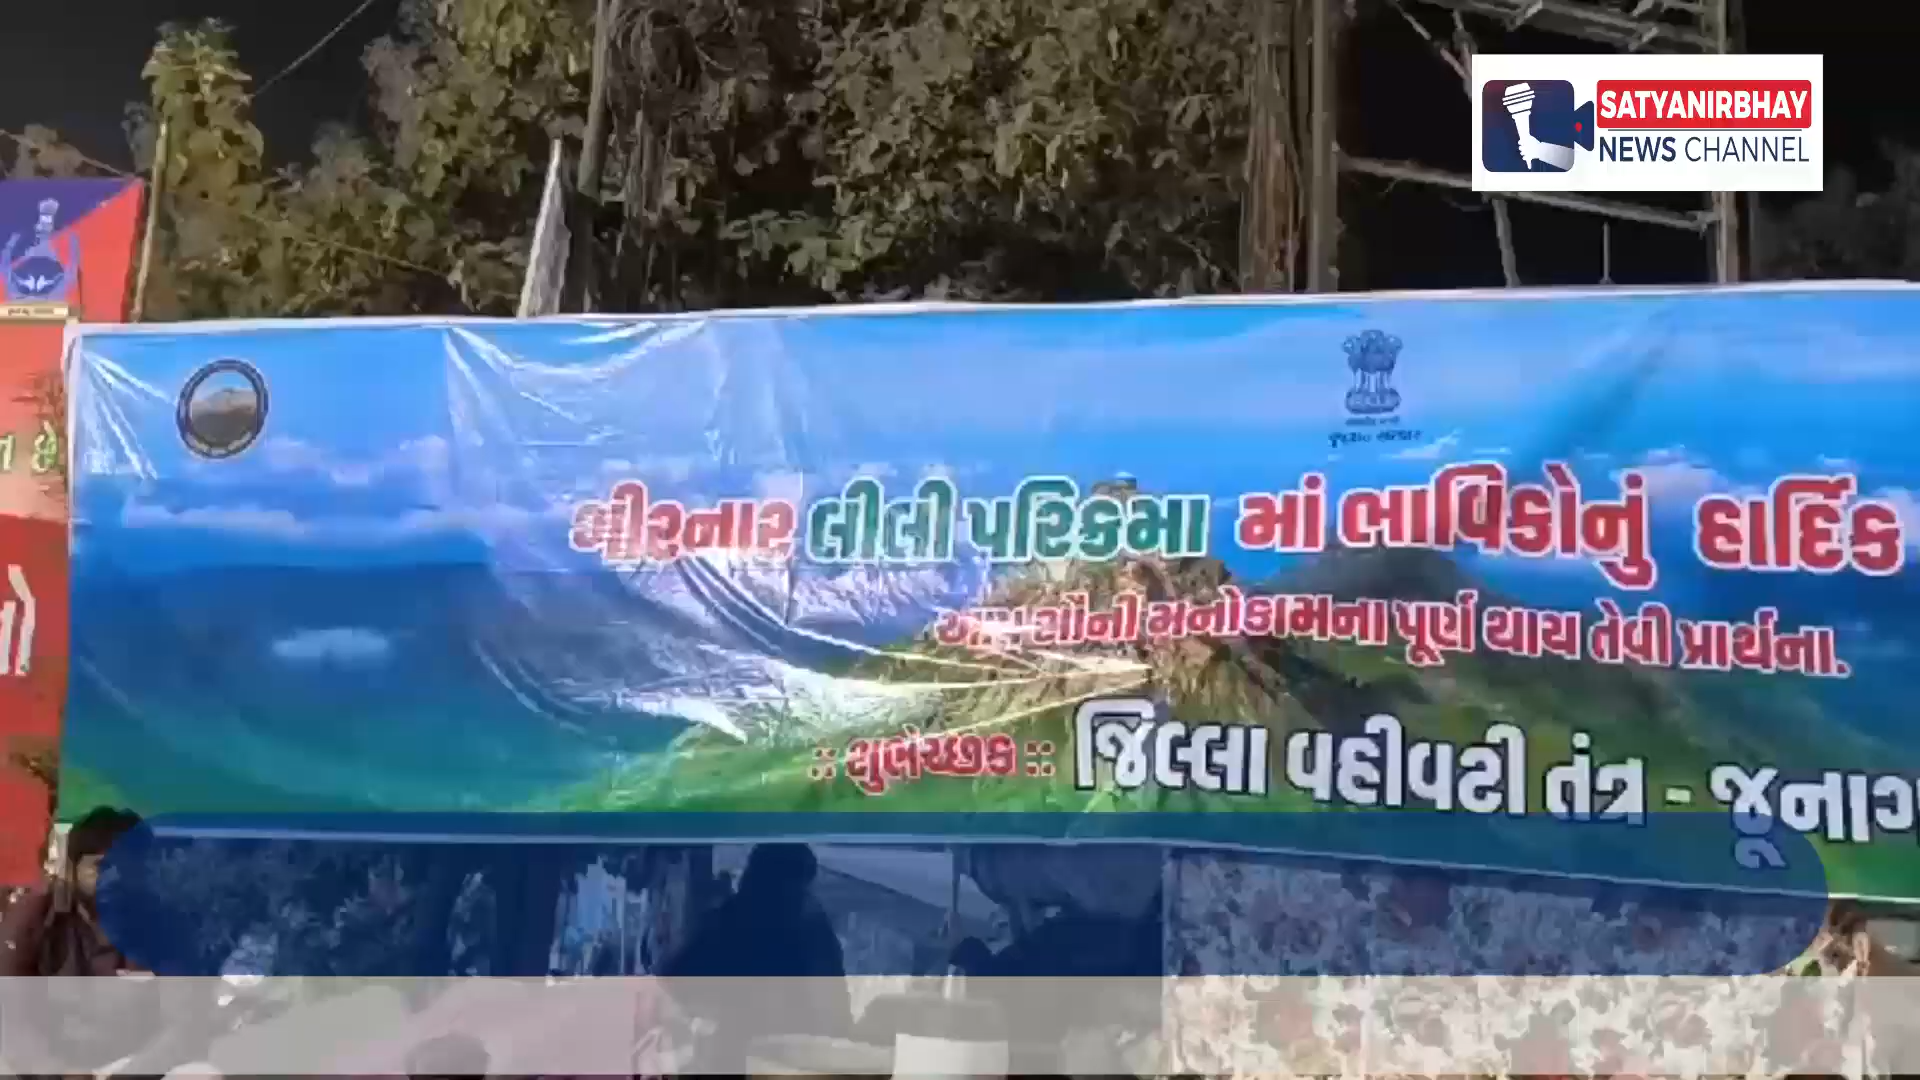 SATYANIRBHAY
NEWS CHANNEL
ગીરનાર લીલી પરિક્રમા માં ભાવિકોનું હાર્દિક
મનોકામના પૂર્ણ થાય તેવી પ્રાર્થના.
:: શુભેચ્છક :: જિલ્લા વહીવટી તંત્ર - જૂનાગ
ત છે